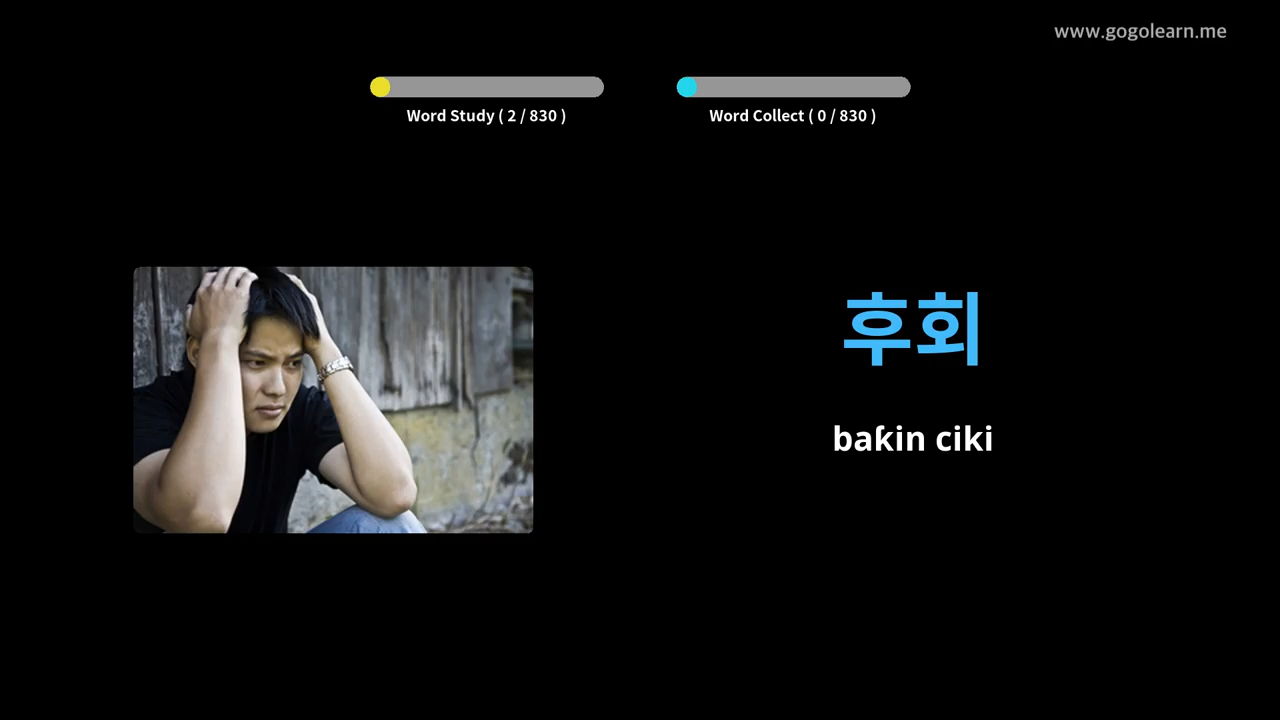 www.gogolearn.me
Word Study ( 2 / 830 )
Word Collect ( 0 / 830 )
후회
baƙin ciki